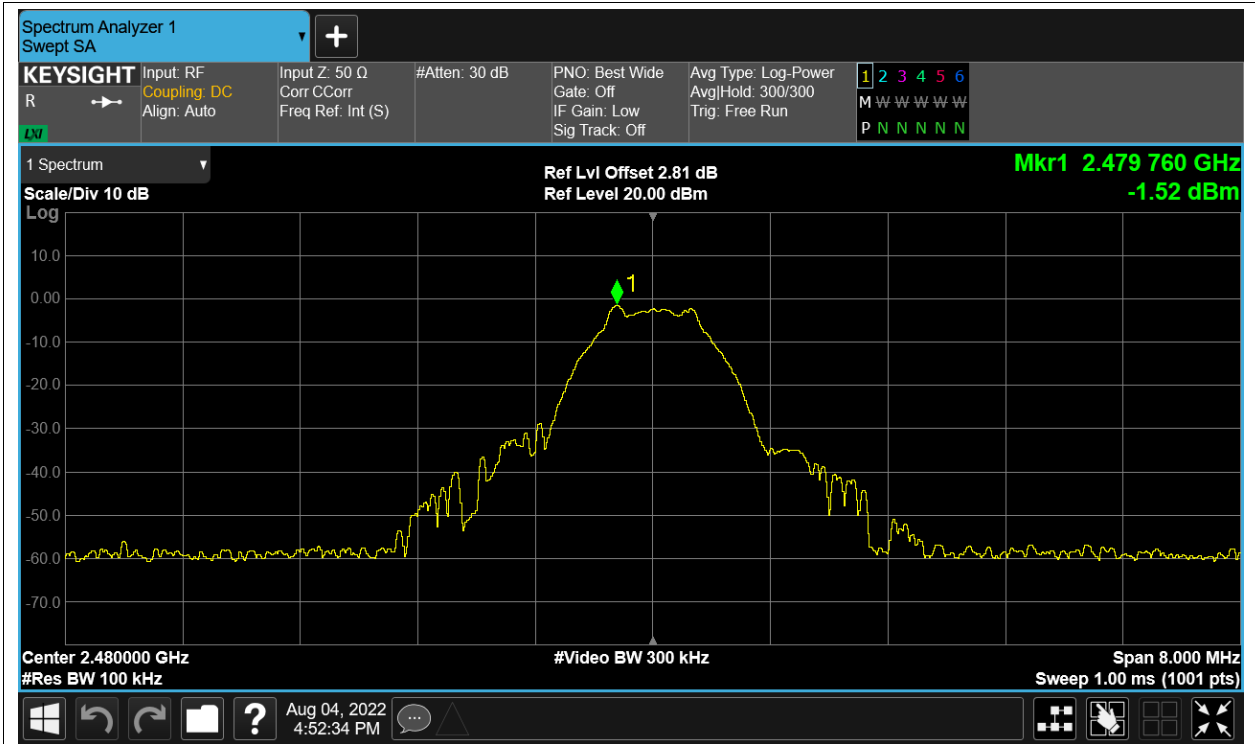 Spectrum Analyzer 1
Swept SA
KEYSIGHT
R
LXI
Input: RF
Coupling: DC
Align: Auto
Input Z: 50 Ω
Corr CCorr
Freq Ref: Int (S)
#Atten: 30 dB
PNO: Best Wide
Gate: Off
IF Gain: Low
Sig Track: Off
Avg Type: Log-Power
Avg|Hold: 300/300
Trig: Free Run
1 2 3 4 5 6
M W W W W W
P N N N N N
1 Spectrum
Scale/Div 10 dB
Log
Ref Lvl Offset 2.81 dB
Ref Level 20.00 dBm
Mkr1 2.479 760 GHz
-1.52 dBm
1
10.0
0.00
-10.0
-20.0
-30.0
-40.0
-50.0
-60.0
-70.0
Center 2.480000 GHz
#Res BW 100 kHz
#Video BW 300 kHz
Span 8.000 MHz
Sweep 1.00 ms (1001 pts)
?
Aug 04, 2022
4:52:34 PM